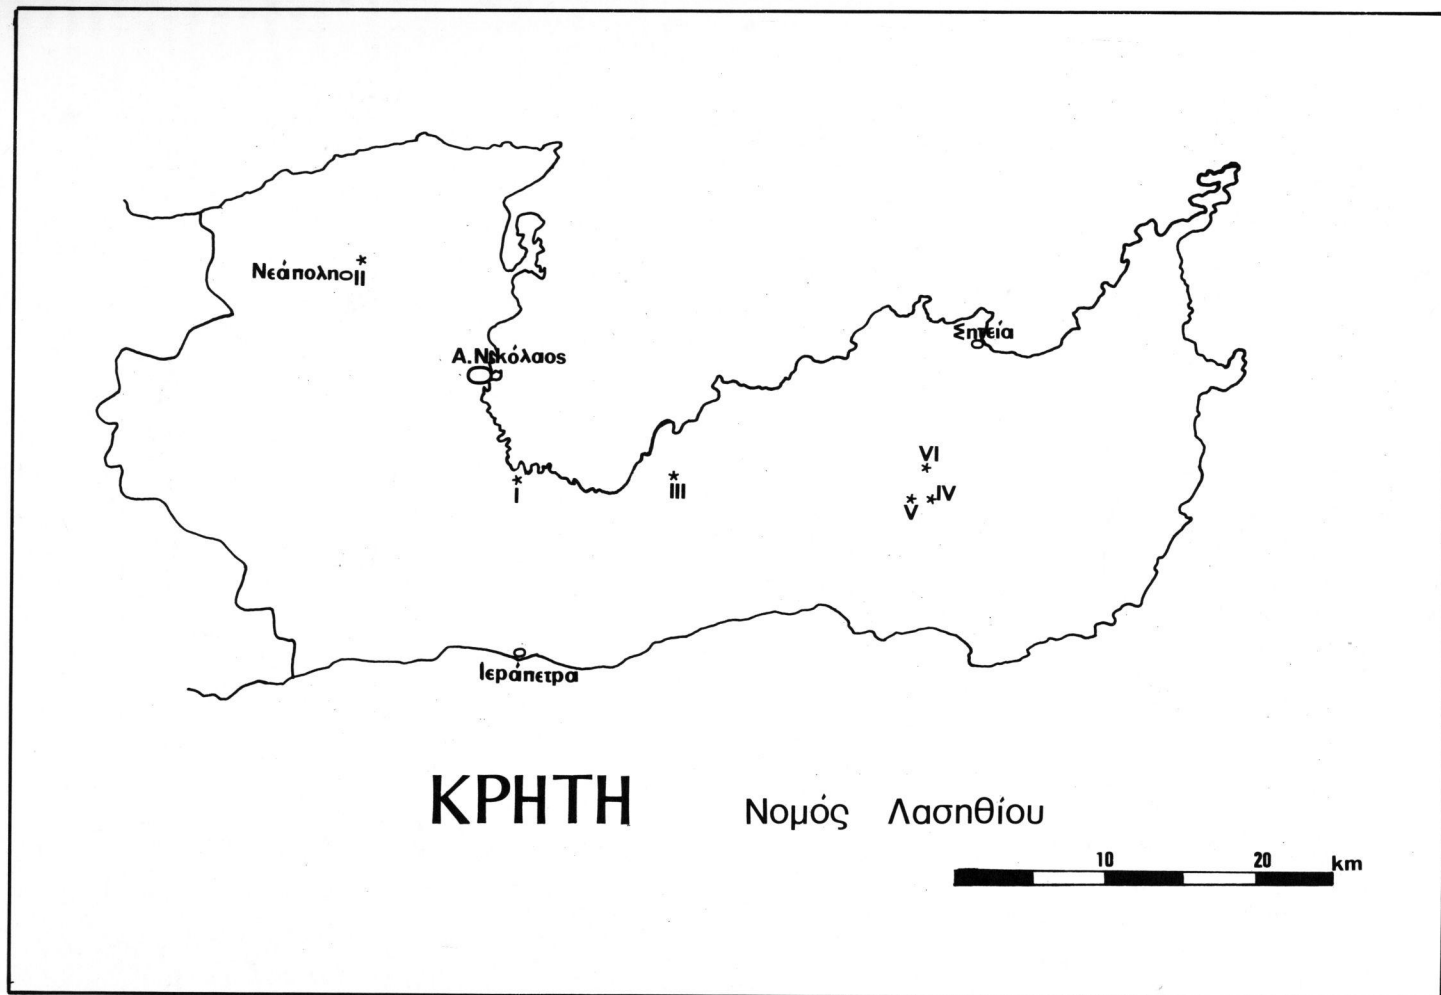 Νεάπολη
II
Α.Νικόλαος
Σητεία
VI
I
III
IV
V
Ιεράπετρα
ΚΡΗΤΗ Νομός Λασηθίου
10 20 km